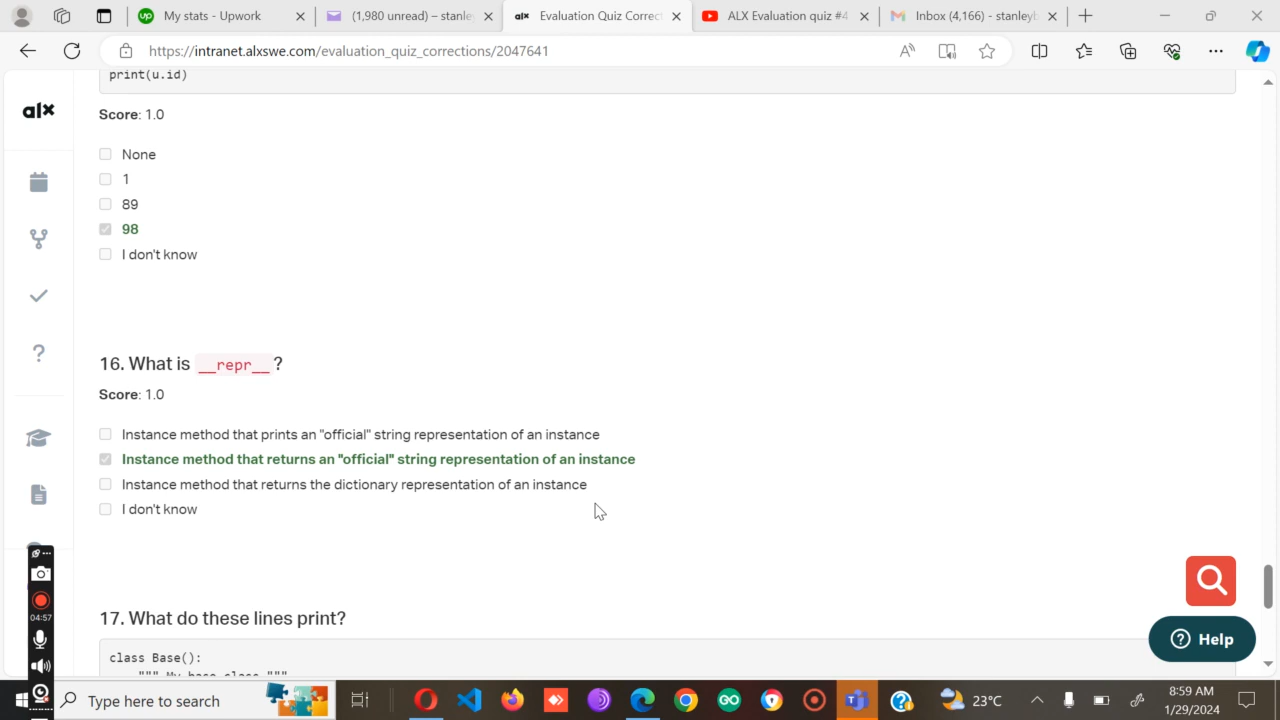 My stats - Upwork
(1,980 unread) – stanley
Evaluation Quiz Correc
ALX Evaluation quiz #4
Inbox (4,166) - stanleyb
https://intranet.alxswe.com/evaluation_quiz_corrections/2047641
print(u.id)
alx
Score: 1.0
None
1
89
98
I don't know
16. What is __repr__ ?
Score: 1.0
Instance method that prints an "official" string representation of an instance
Instance method that returns an "official" string representation of an instance
Instance method that returns the dictionary representation of an instance
I don't know
04:57
17. What do these lines print?
class Base():
""" My base class """
Help
Type here to search
23°C
8:59 AM
1/29/2024